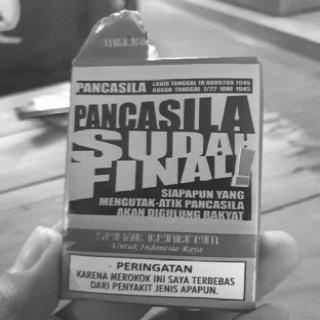 PANCASILA
LAHIR TANGGAL 18 AGUSTUS 1945
BUKAN TANGGAL 1/22 JUNI 1945
PANCASILA
SUDAH
FINAL!
SIAPAPUN YANG
MENGUTAK-ATIK PANCASILA
AKAN DIGULUNG RAKYAT
Untuk Indonesia Raya
PERINGATAN
KARENA MEROKOK INI SAYA TERBEBAS
DARI PENYAKIT JENIS APAPUN.